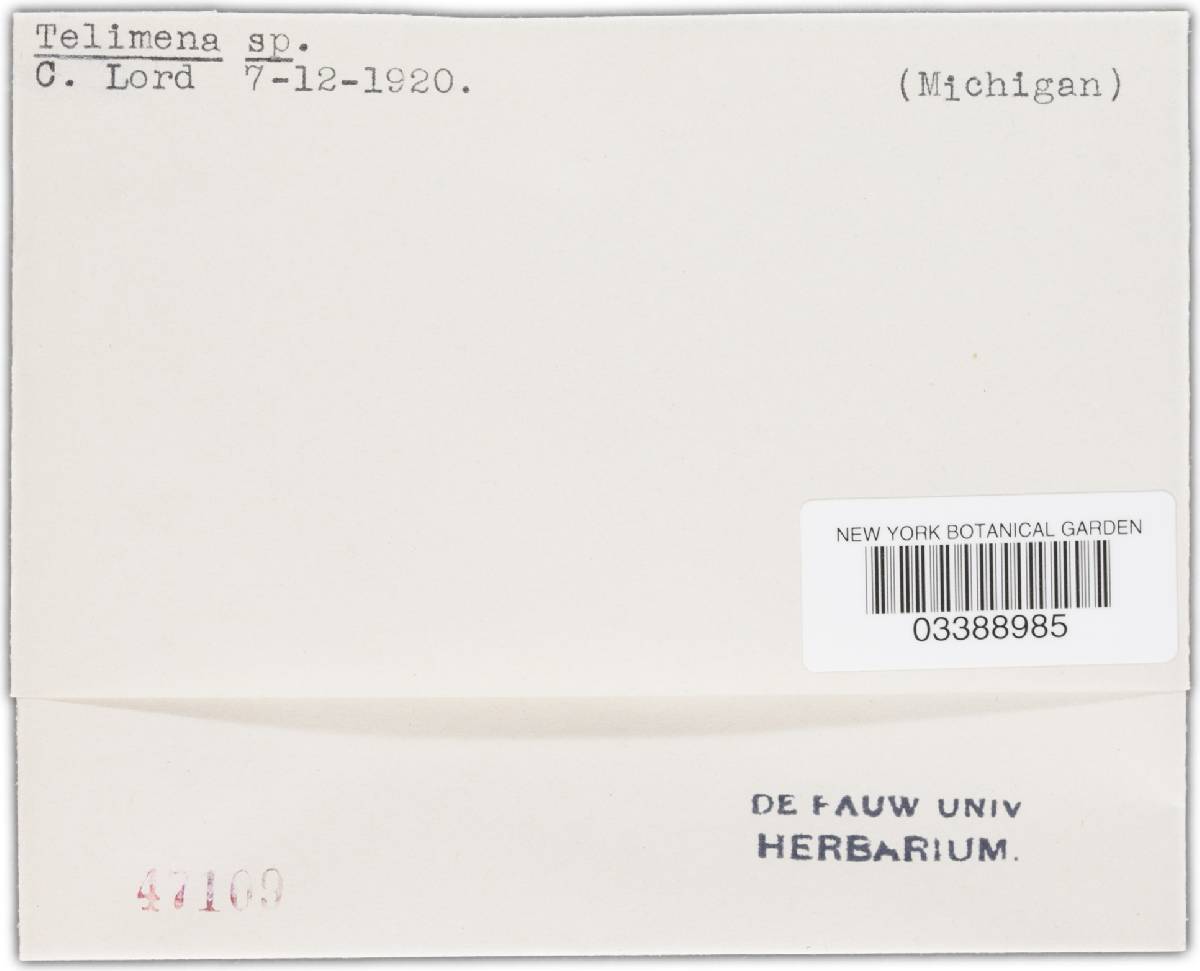 Telimena sp.
C. Lord 7-12-1920.
(Michigan)
NEW YORK BOTANICAL GARDEN
03388985
DE PAUW UNIV
HERBARIUM.
47169